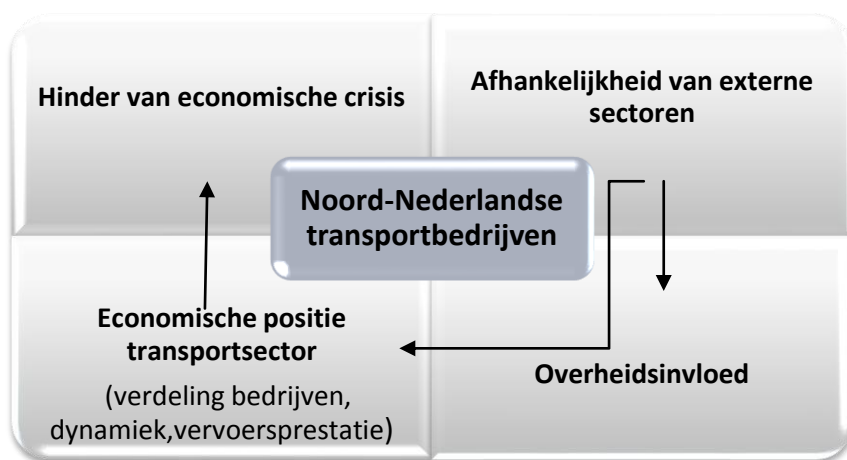 Hinder van economische crisis
Afhankelijkheid van externe
sectoren
Noord-Nederlandse
transportbedrijven
Economische positie
transportsector
(verdeling bedrijven,
dynamiek,vervoersprestatie)
Overheidsinvloed